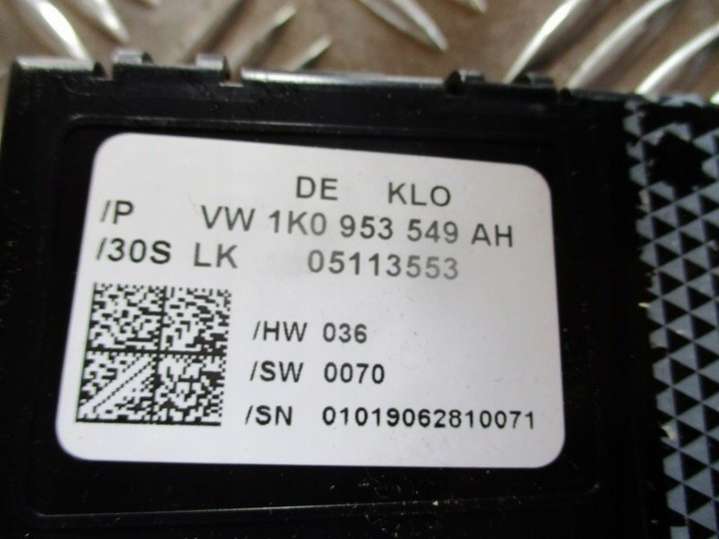 DE KLO
/P VW 1K0 953 549 AH
/30S LK 05113553
/HW 036
/SW 0070
/SN 01019062810071